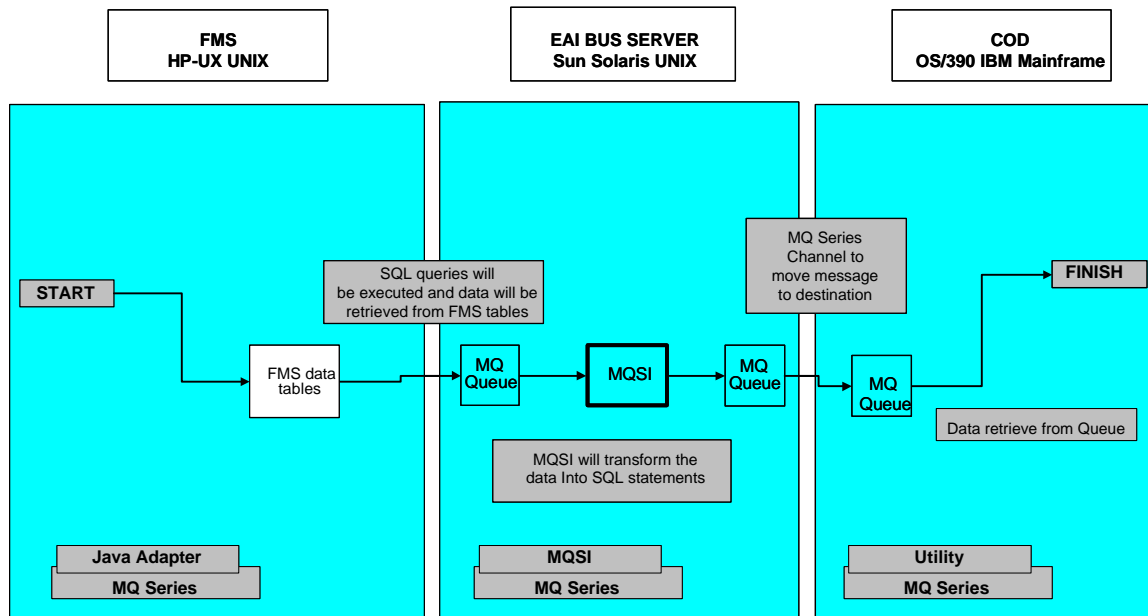 FMS
HP-UX UNIX
EAI BUS SERVER
Sun Solaris UNIX
COD
OS/390 IBM Mainframe
START
FMS data
tables
SQL queries will
be executed and data will be
retrieved from FMS tables
MQ
Queue
MQSI
MQ
Queue
MQSI will transform the
data Into SQL statements
MQ Series
Channel to
move message
to destination
MQ
Queue
FINISH
Data retrieve from Queue
Java Adapter
MQ Series
MQSI
MQ Series
Utility
MQ Series